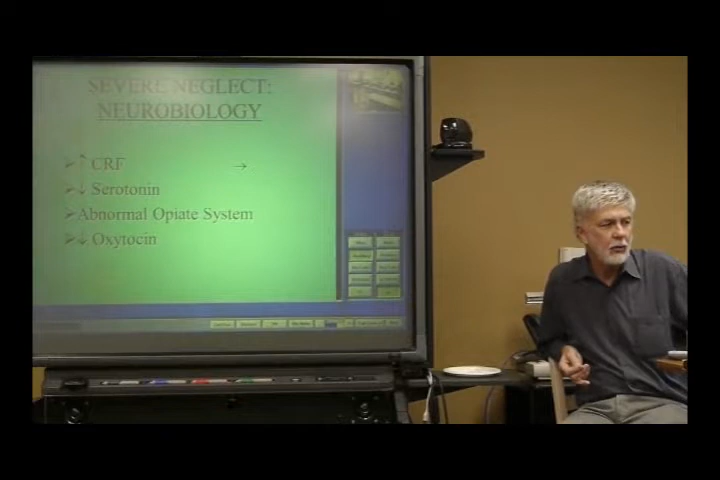 SEVERE NEGLECT:
NEUROBIOLOGY
➢↑ CRF →
➢↓ Serotonin
➢Abnormal Opiate System
➢↓ Oxytocin